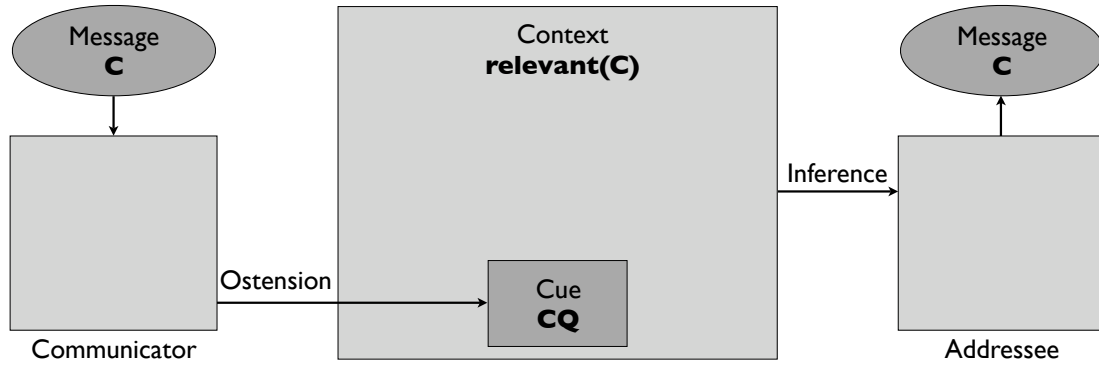 Message
C
Context
relevant(C)
Message
C
Inference
Ostension
Cue
CQ
Communicator
Addressee